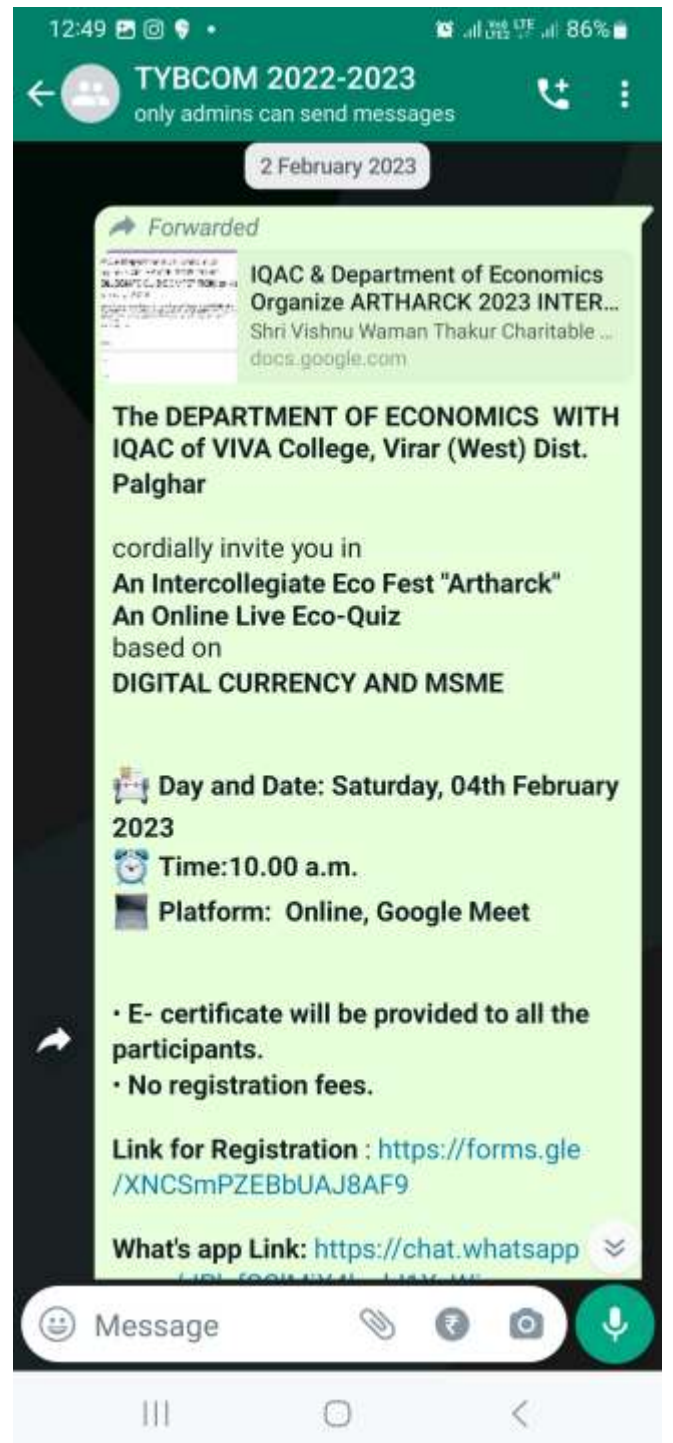 12:49
LTE
86%
TYBCOM 2022-2023
only admins can send messages
2 February 2023
Forwarded
IQAC & Department of Economics
Organize ARTHARCK 2023 INTER...
Shri Vishnu Waman Thakur Charitable ...
docs.google.com
The DEPARTMENT OF ECONOMICS WITH
IQAC of VIVA College, Virar (West) Dist.
Palghar
cordially invite you in
An Intercollegiate Eco Fest "Artharck"
An Online Live Eco-Quiz
based on
DIGITAL CURRENCY AND MSME
Day and Date: Saturday, 04th February
2023
Time:10.00 a.m.
Platform: Online, Google Meet
· E- certificate will be provided to all the
participants.
· No registration fees.
Link for Registration : https://forms.gle
/XNCSmPZEBbUAJ8AF9
What's app Link: https://chat.whatsapp
Message